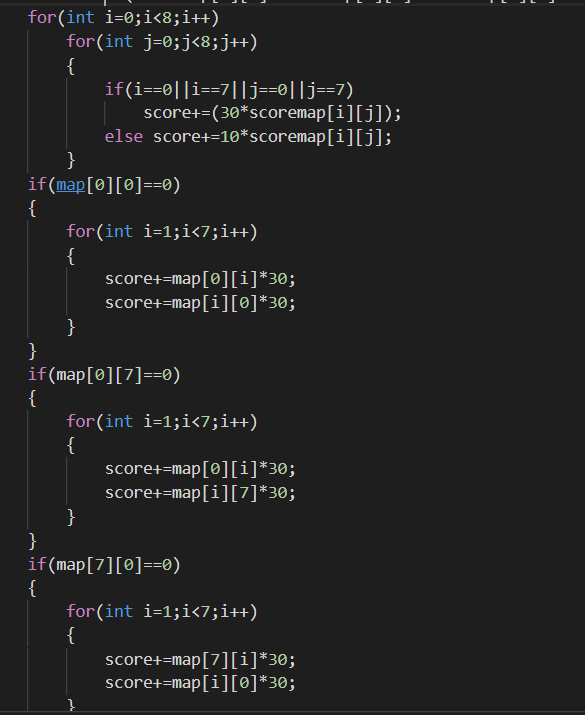 for(int i=0;i<8;i++)
    for(int j=0;j<8;j++)
    {
        if(i==0||i==7||j==0||j==7)
            score+=(30*scoremap[i][j]);
        else score+=10*scoremap[i][j];
    }
if(map[0][0]==0)
{
    for(int i=1;i<7;i++)
    {
        score+=map[0][i]*30;
        score+=map[i][0]*30;
    }
}
if(map[0][7]==0)
{
    for(int i=1;i<7;i++)
    {
        score+=map[0][i]*30;
        score+=map[i][7]*30;
    }
}
if(map[7][0]==0)
{
    for(int i=1;i<7;i++)
    {
        score+=map[7][i]*30;
        score+=map[i][0]*30;
    }